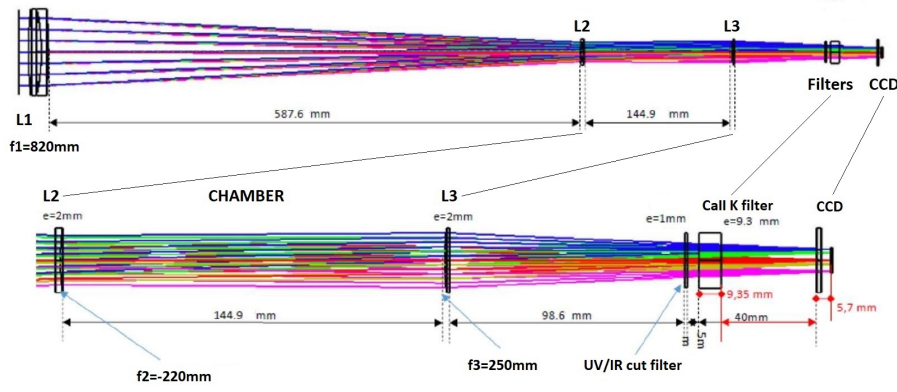 L2
L3
L1
Filters
CCD
587.6 mm
144.9 mm
f1=820mm
L2
CHAMBER
L3
Call K filter
CCD
e=2mm
e=2mm
e=1mm
e=9.3 mm
9,35 mm
5,7 mm
144.9 mm
98.6 mm
5m
m
40mm
f2=-220mm
f3=250mm
UV/IR cut filter